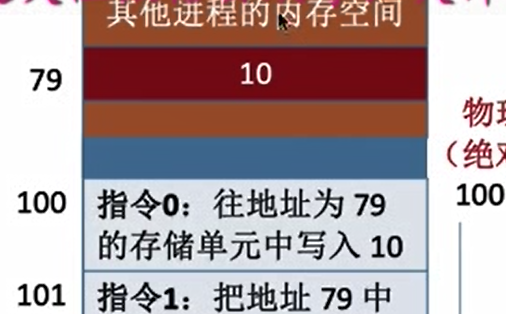 其他进程的内存空间
79
10
物
（绝
100
指令0：往地址为 79
的存储单元中写入 10
100
101
指令1：把地址 79 中